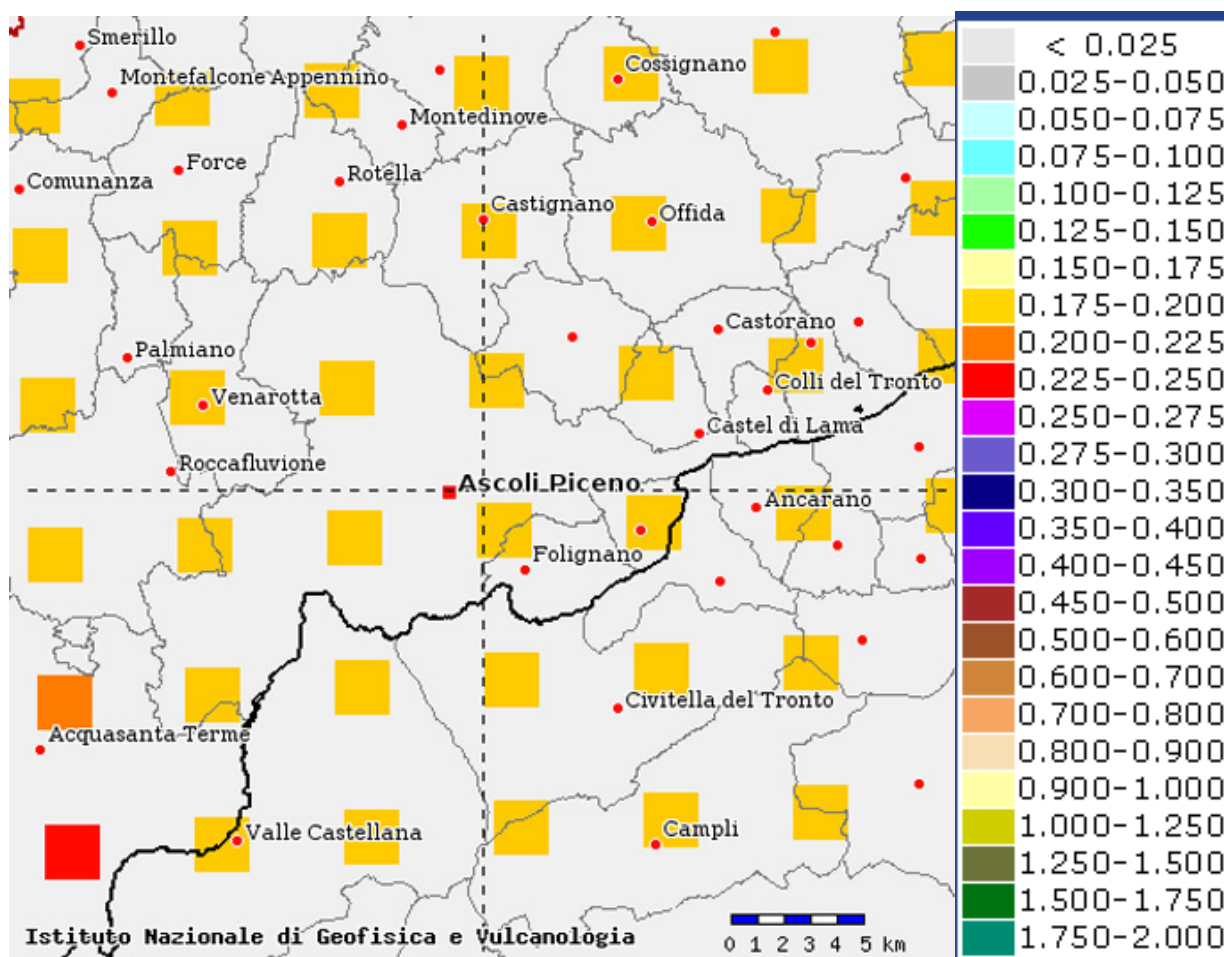 Smerillo
Cossignano
Montefalcone Appennino
Montedinove
Force
Rotella
Comunanza
Castignano
Offida
Castorano
Palmiano
Colli del Tronto
Venarotta
Castel di Lama
Roccafluvione
Ascoli Piceno
Ancarano
Folignano
Civitella del Tronto
Acquasanta Terme
Valle Castellana
Campli
Istituto Nazionale di Geofisica e Vulcanologia
0 1 2 3 4 5 km
< 0.025
0.025-0.050
0.050-0.075
0.075-0.100
0.100-0.125
0.125-0.150
0.150-0.175
0.175-0.200
0.200-0.225
0.225-0.250
0.250-0.275
0.275-0.300
0.300-0.350
0.350-0.400
0.400-0.450
0.450-0.500
0.500-0.600
0.600-0.700
0.700-0.800
0.800-0.900
0.900-1.000
1.000-1.250
1.250-1.500
1.500-1.750
1.750-2.000